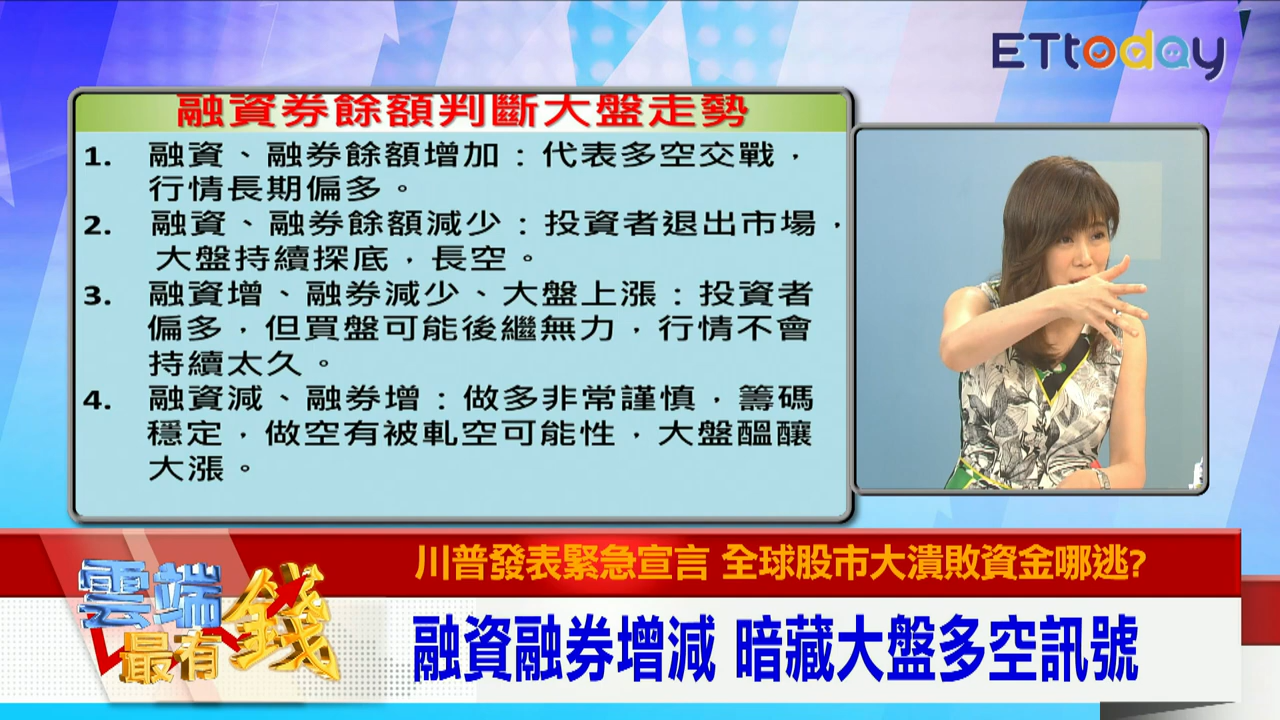 ETtoday
融資券餘額判斷大盤走勢
1. 融資、融券餘額增加：代表多空交戰，
行情長期偏多。
2. 融資、融券餘額減少：投資者退出市場，
大盤持續探底，長空。
3. 融資增、融券減少、大盤上漲：投資者
偏多，但買盤可能後繼無力，行情不會
持續太久。
4. 融資減、融券增：做多非常謹慎，籌碼
穩定，做空有被軋空可能性，大盤醞釀
大漲。
川普發表緊急宣言 全球股市大潰敗資金哪逃?
雲端
最有錢
融資融券增減 暗藏大盤多空訊號